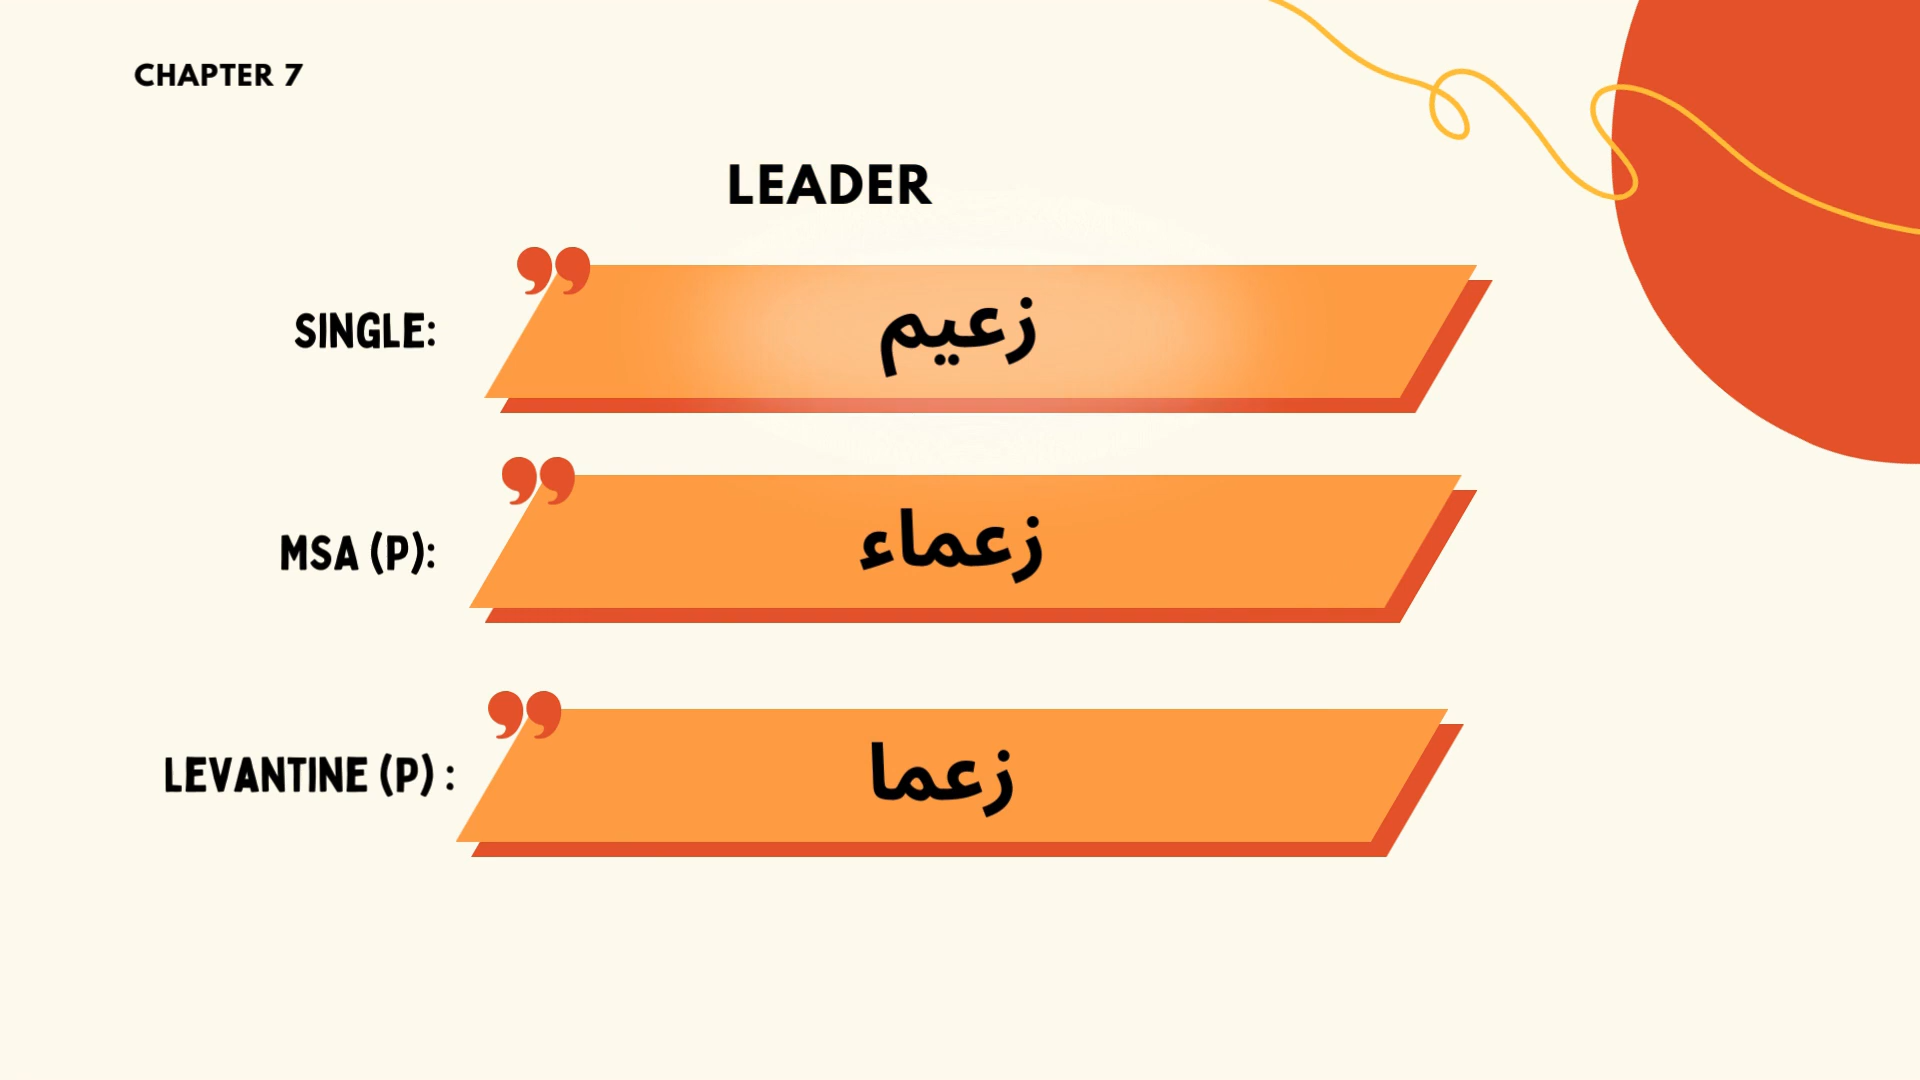 CHAPTER 7
LEADER
SINGLE:
زعيم
MSA (P):
زعماء
LEVANTINE (P) :
زعما